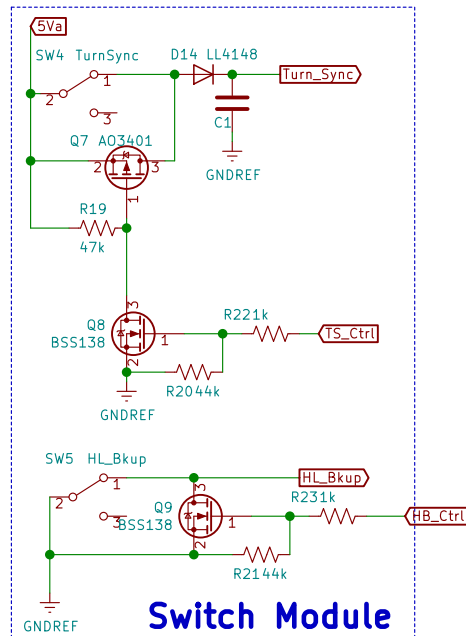 5Va
SW4 TurnSync
D14 LL4148
1
2
3
Turn_Sync
C1
GNDREF
Q7 AO3401
2
3
1
R19
47k
3
Q8
BSS138
1
2
R221k
TS_Ctrl
R2044k
GNDREF
SW5 HL_Bkup
1
2
3
HL_Bkup
3
Q9
BSS138
1
2
R231k
HB_Ctrl
R2144k
GNDREF
Switch Module